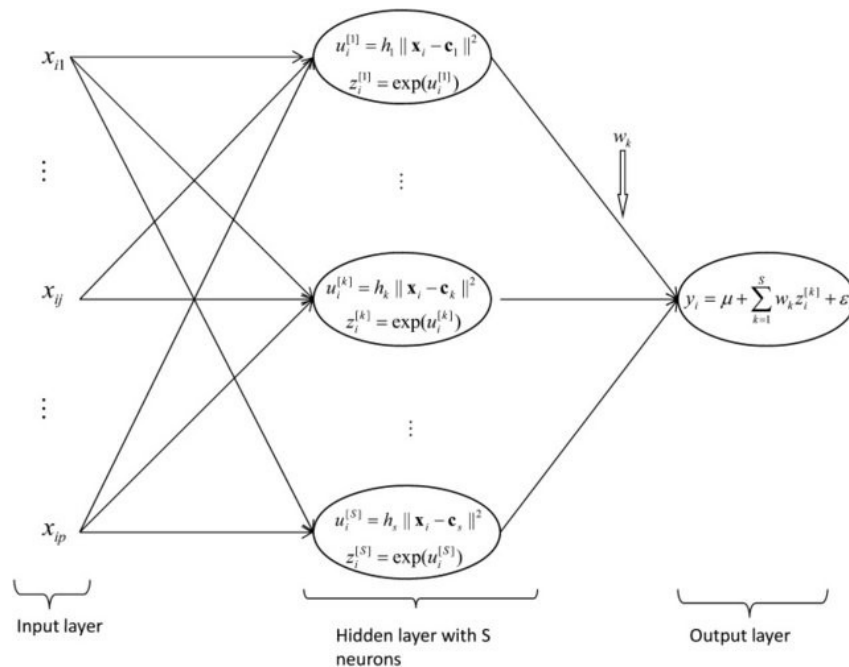 x_{i1}
⋮
x_{ij}
⋮
x_{ip}
Input layer
u_i^{[1]} = h_1 || x_i − c_1 ||^2
z_i^{[1]} = exp(u_i^{[1]})
⋮
u_i^{[k]} = h_k || x_i − c_k ||^2
z_i^{[k]} = exp(u_i^{[k]})
⋮
u_i^{[S]} = h_s || x_i − c_s ||^2
z_i^{[S]} = exp(u_i^{[S]})
Hidden layer with S
neurons
w_k
y_i = μ + ∑_{k=1}^{S} w_k z_i^{[k]} + ε
Output layer